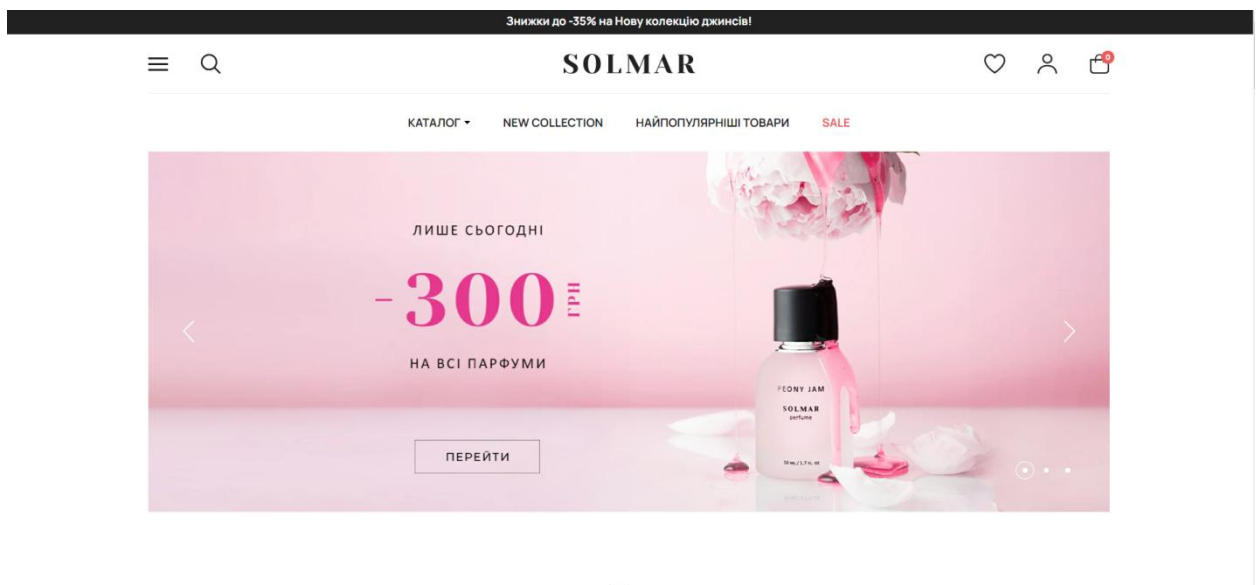 Знижки до -35% на Нову колекцію джинсів!
SOLMAR
0
КАТАЛОГ
NEW COLLECTION
НАЙПОПУЛЯРНІШІ ТОВАРИ
SALE
ЛИШЕ СЬОГОДНІ
-300 ГРН
НА ВСІ ПАРФУМИ
ПЕРЕЙТИ
PEONY JAM
SOLMAR
perfume